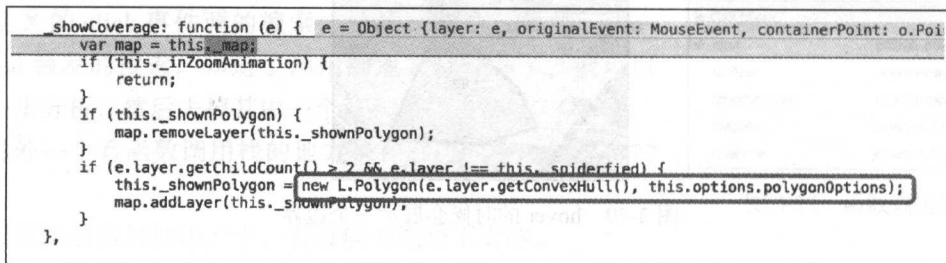 _showCoverage: function (e) {  e = Object {layer: e, originalEvent: MouseEvent, containerPoint: o.Poi
    var map = this._map;
    if (this._inZoomAnimation) {
        return;
    }
    if (this._shownPolygon) {
        map.removeLayer(this._shownPolygon);
    }
    if (e.layer.getChildCount() > 2 && e.layer !== this._spiderfied) {
        this._shownPolygon = new L.Polygon(e.layer.getConvexHull(), this.options.polygonOptions);
        map.addLayer(this._shownPolygon);
    }
},